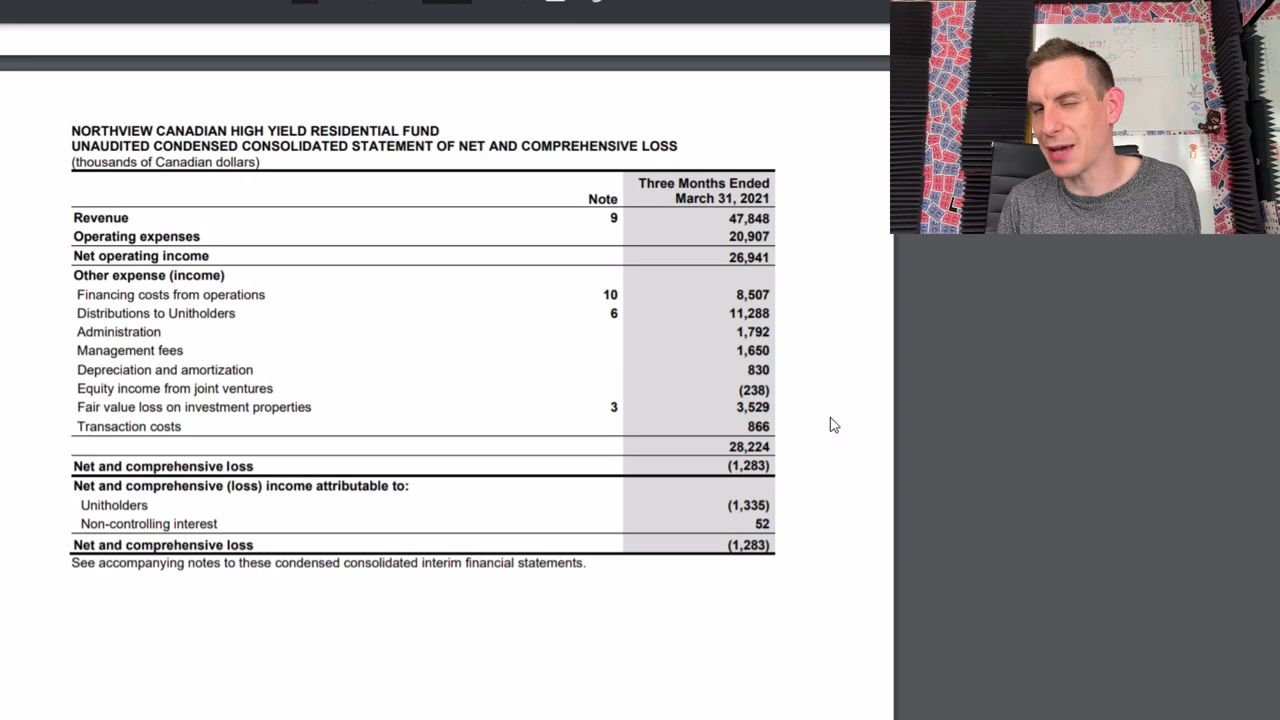 NORTHVIEW CANADIAN HIGH YIELD RESIDENTIAL FUND
UNAUDITED CONDENSED CONSOLIDATED STATEMENT OF NET AND COMPREHENSIVE LOSS
(thousands of Canadian dollars)
Three Months Ended
Note March 31, 2021
Revenue 9 47,848
Operating expenses 20,907
Net operating income 26,941
Other expense (income)
Financing costs from operations 10 8,507
Distributions to Unitholders 6 11,288
Administration 1,792
Management fees 1,650
Depreciation and amortization 830
Equity income from joint ventures (238)
Fair value loss on investment properties 3 3,529
Transaction costs 866
28,224
Net and comprehensive loss (1,283)
Net and comprehensive (loss) income attributable to:
Unitholders (1,335)
Non-controlling interest 52
Net and comprehensive loss (1,283)
See accompanying notes to these condensed consolidated interim financial statements.